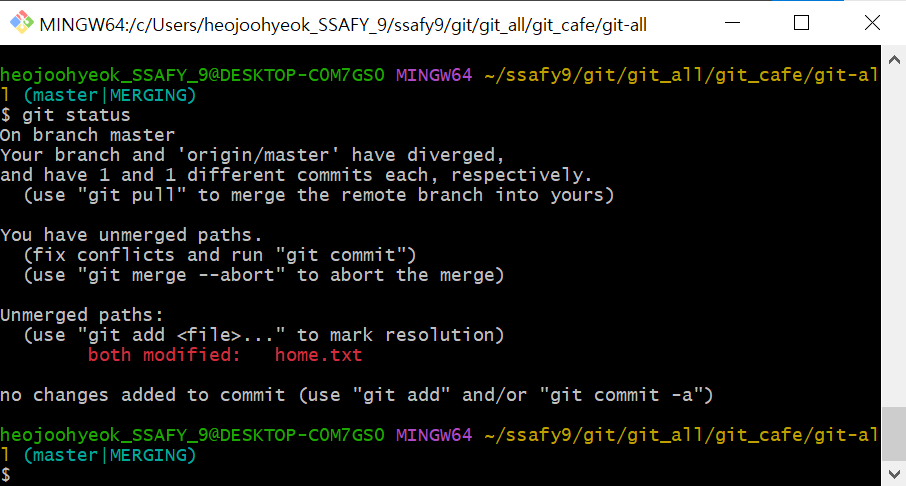 MINGW64:/c/Users/heojoohyeok_SSAFY_9/ssafy9/git/git_all/git_cafe/git-all
heojoohyeok_SSAFY_9@DESKTOP-C0M7GS0 MINGW64 ~/ssafy9/git/git_all/git_cafe/git-al
l (master|MERGING)
$ git status
On branch master
Your branch and 'origin/master' have diverged,
and have 1 and 1 different commits each, respectively.
  (use "git pull" to merge the remote branch into yours)
You have unmerged paths.
  (fix conflicts and run "git commit")
  (use "git merge --abort" to abort the merge)
Unmerged paths:
  (use "git add <file>..." to mark resolution)
        both modified:   home.txt
no changes added to commit (use "git add" and/or "git commit -a")
heojoohyeok_SSAFY_9@DESKTOP-C0M7GS0 MINGW64 ~/ssafy9/git/git_all/git_cafe/git-al
l (master|MERGING)
$